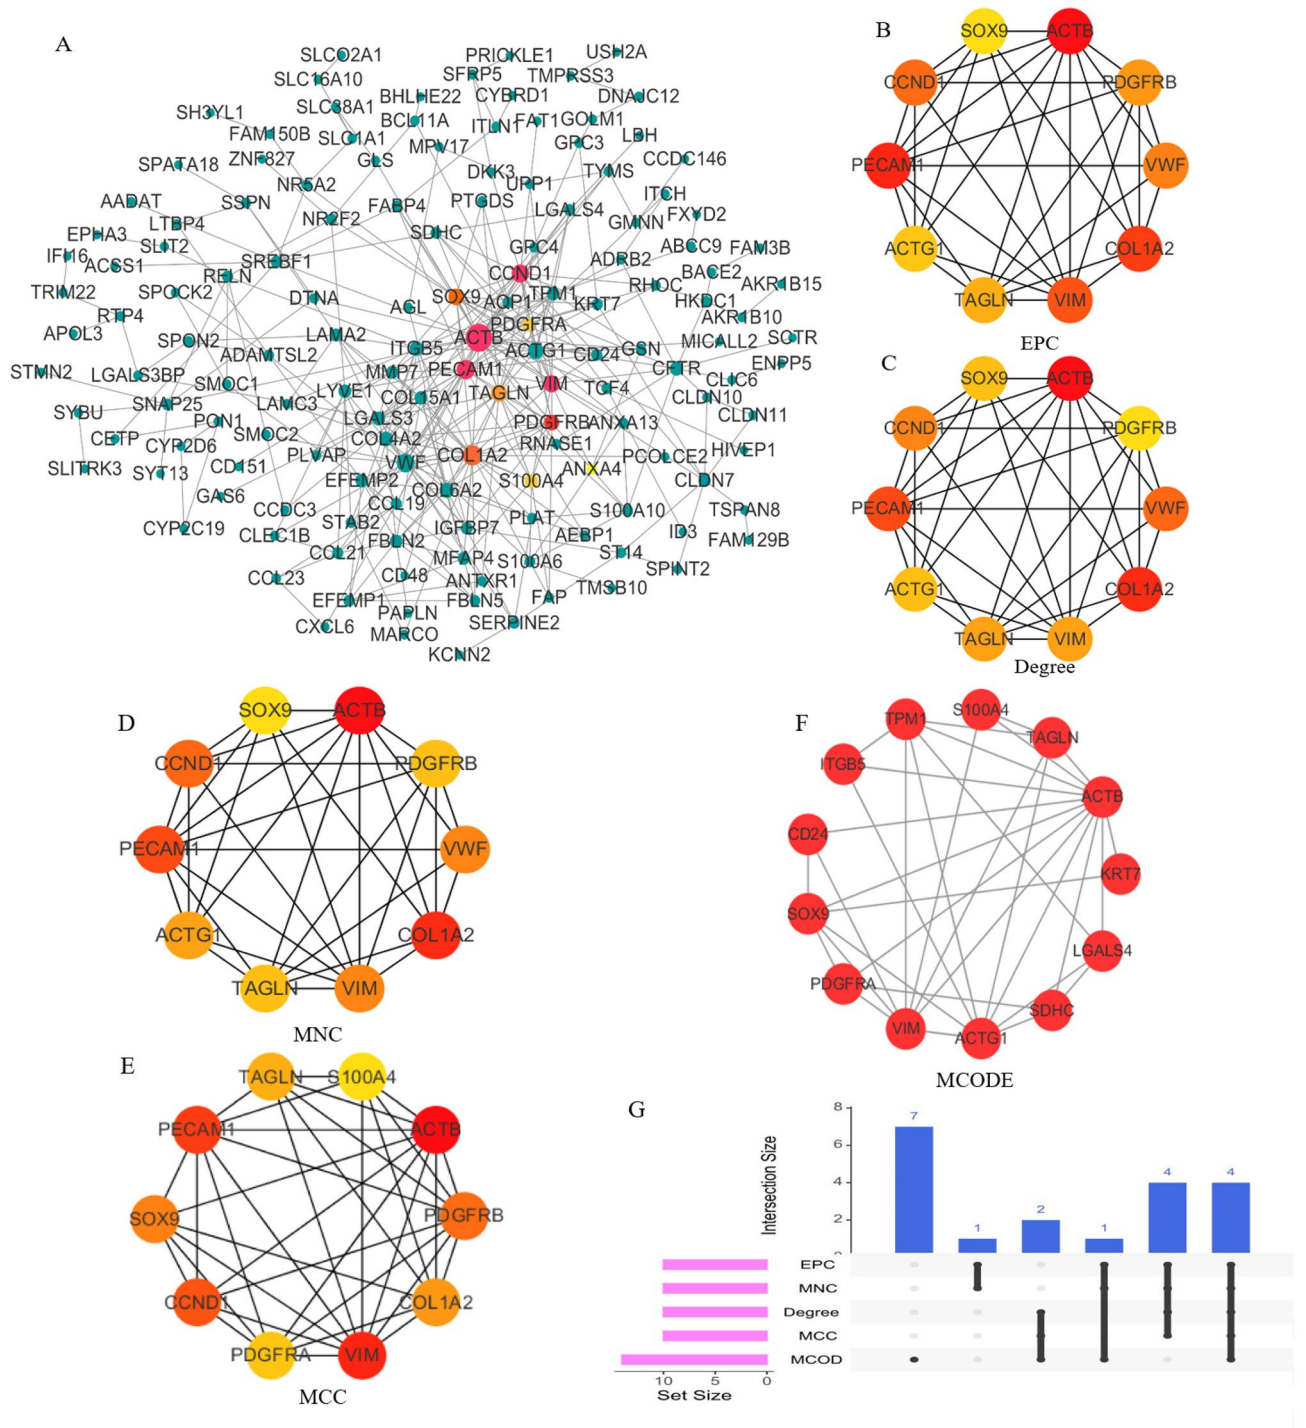 A
SLCO2A1
PRICKLE1
USH2A
SLC16A10
SFRP5
TMPRSS3
SLC38A1
BHLHE22
CYBRD1
DNAJC12
SH3YL1
BCL11A
ITLN1
FAT1
GOLM1
FAM150B
SLC1A1
MPV17
GPC3
LBH
SPATA18
ZNF827
GLS
DKK3
TYMS
CCDC146
NR5A2
UPP1
ITCH
AADAT
SSPN
FABP4
PTGDS
LGALS4
GMNN
FXYD2
LTBP4
NR2F2
SDHC
EPHA3
SLIT2
GPC4
ABCC9
FAM3B
IFI16
ACSS1
SREBF1
ADRB2
CCND1
BACE2
RELN
RHOC
AKR1B15
TRIM22
SPOCK2
DTNA
SOX9
AQP1
TPM1
KRT7
HKDC1
AGL
RTP4
AKR1B10
APOL3
SPON2
LAMA2
PDGFRA
ACTB
MICALL2
SCTR
ITGB5
ACTG1
CD24
GSN
ADAMTSL2
ENPP5
STMN2
LGALS3BP
MMP7
PECAM1
CFTR
SMOC1
VIM
TCF4
CLIC6
LYVE1
COL15A1
TAGLN
CLDN10
SYBU
SNAP25
LAMC3
CLDN11
PON1
LGALS3
PDGFRB
ANXA13
CETP
CYP2D6
SMOC2
COL4A2
RNASE1
HIVEP1
PLVAP
VWF
COL1A2
PCOLCE2
SLITRK3
SYT13
CD151
ANXA4
EFEMP2
S100A4
CLDN7
GAS6
COL6A2
CCL19
CCDC3
PLAT
S100A10
TSPAN8
CYP2C19
STAB2
IGFBP7
CLEC1B
FBLN2
AEBP1
ID3
FAM129B
CCL21
MFAP4
S100A6
ST14
SPINT2
CCL23
CD48
ANTXR1
TMSB10
EFEMP1
FBLN5
FAP
PAPLN
CXCL6
SERPINE2
MARCO
KCNN2
B
SOX9
ACTB
CCND1
PDGFRB
PECAM1
VWF
ACTG1
COL1A2
TAGLN
VIM
EPC
C
SOX9
ACTB
CCND1
PDGFRB
PECAM1
VWF
ACTG1
COL1A2
TAGLN
VIM
Degree
D
SOX9
ACTB
CCND1
PDGFRB
PECAM1
VWF
ACTG1
COL1A2
TAGLN
VIM
MNC
F
S100A4
TPM1
TAGLN
ITGB5
ACTB
CD24
KRT7
SOX9
LGALS4
PDGFRA
SDHC
VIM
ACTG1
MCODE
E
TAGLN
S100A4
PECAM1
ACTB
SOX9
PDGFRB
CCND1
COL1A2
PDGFRA
VIM
MCC
G
Intersection Size
8
6
4
2
0
7
1
2
1
4
4
EPC
MNC
Degree
MCC
MCOD
10
5
0
Set Size